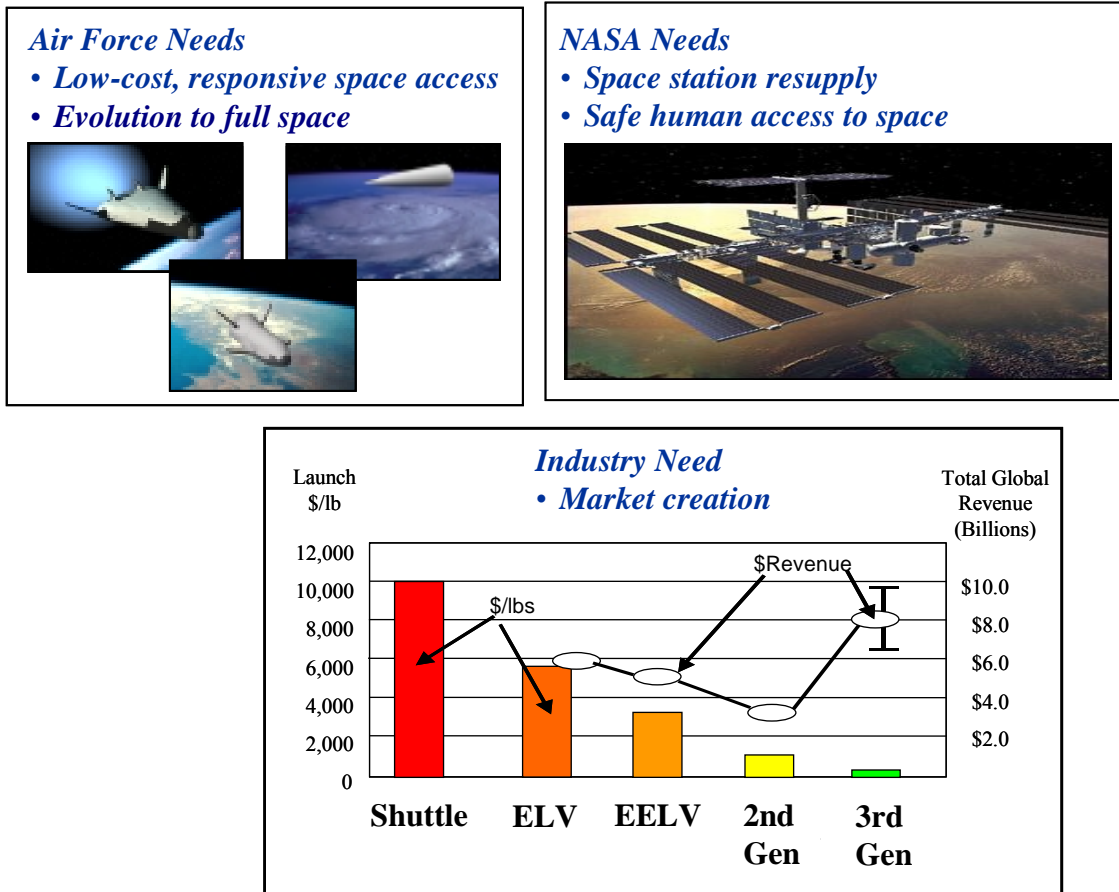 Air Force Needs
• Low-cost, responsive space access
• Evolution to full space
NASA Needs
• Space station resupply
• Safe human access to space
Industry Need
• Market creation
Launch
$/lb
Total Global
Revenue
(Billions)
12,000
10,000
8,000
6,000
4,000
2,000
0
$/lbs
$Revenue
$10.0
$8.0
$6.0
$4.0
$2.0
Shuttle
ELV
EELV
2nd
Gen
3rd
Gen